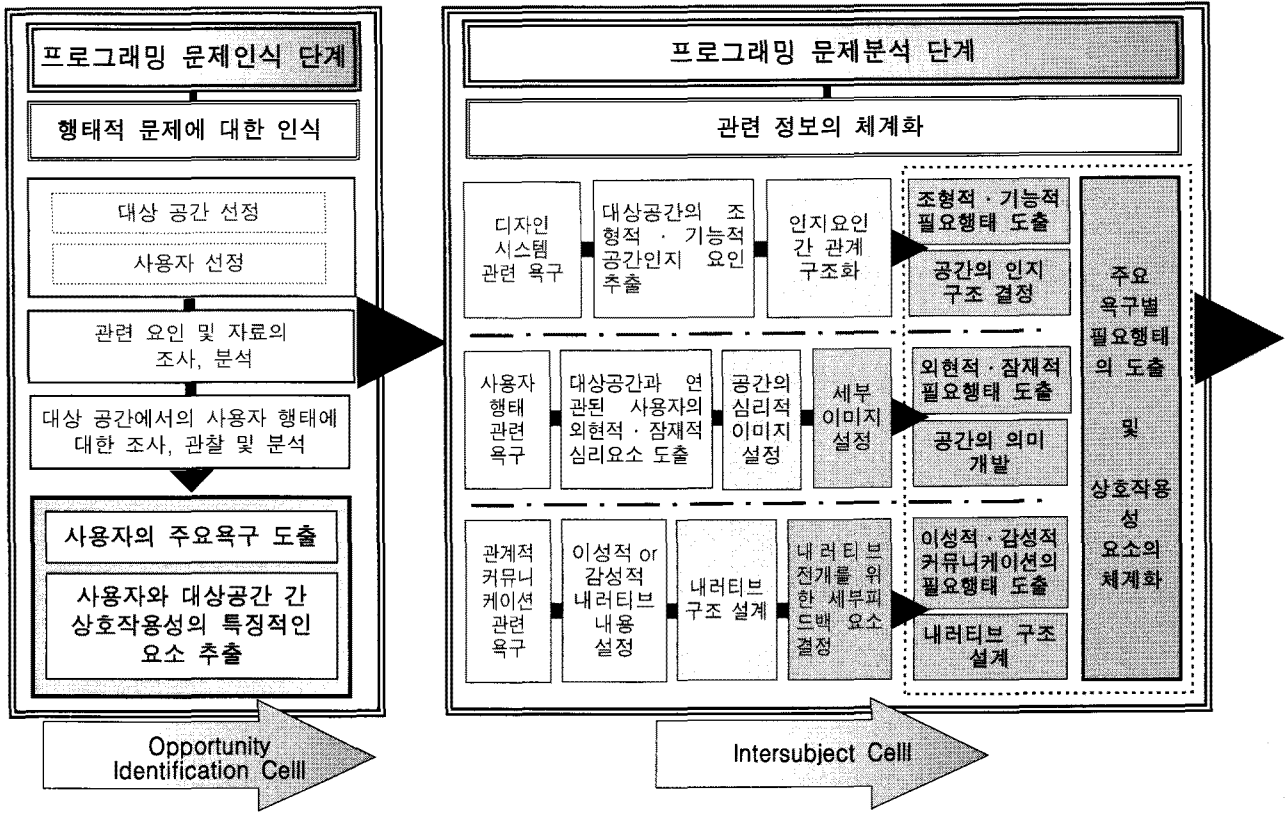 프로그래밍 문제인식 단계
행태적 문제에 대한 인식
대상 공간 선정
사용자 선정
관련 요인 및 자료의
조사, 분석
대상 공간에서의 사용자 행태에
대한 조사, 관찰 및 분석
사용자의 주요욕구 도출
사용자와 대상공간 간
상호작용성의 특징적인
요소 추출
Opportunity
Identification Celll
프로그래밍 문제분석 단계
관련 정보의 체계화
디자인
시스템
관련 욕구
대상공간의 조
형적 · 기능적
공간인지 요인
추출
인지요인
간 관계
구조화
조형적 · 기능적
필요행태 도출
공간의 인지
구조 결정
사용자
행태
관련
욕구
대상공간과 연
관된 사용자의
외현적 · 잠재적
심리요소 도출
공간의
심리적
이미지
설정
세부
이미지
설정
외현적 · 잠재적
필요행태 도출
공간의 의미
개발
관계적
커뮤니
케이션
관련
욕구
이성적 or
감성적
내러티브
내용
설정
내러티브
구조 설계
내러티브
전개를 위
한 세부피
드백 요소
결정
이성적 · 감성적
커뮤니케이션의
필요행태 도출
내러티브 구조
설계
주요
욕구별
필요행태
의 도출
및
상호작용
성
요소의
체계화
Intersubject Celll